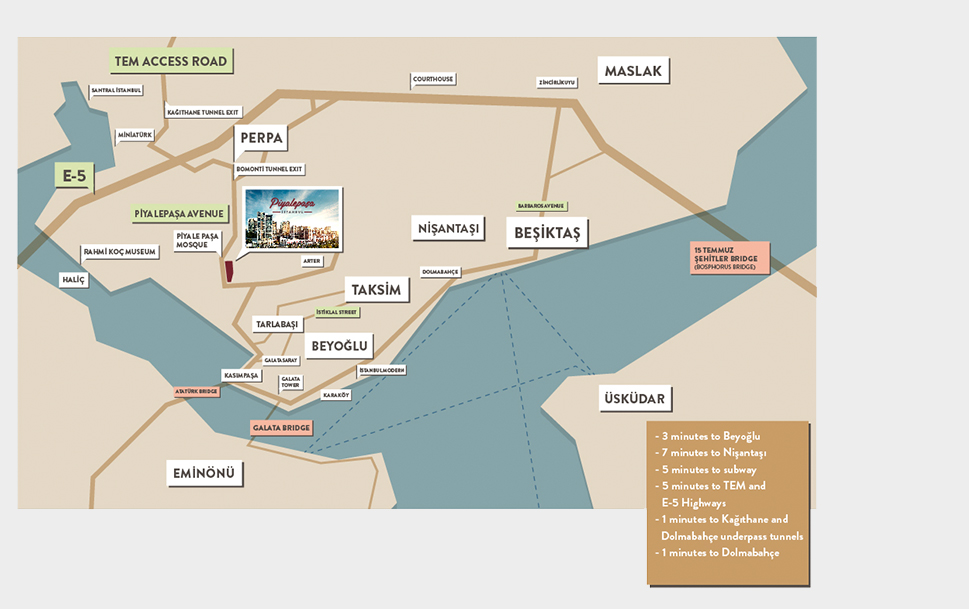 TEM ACCESS ROAD
MASLAK
COURTHOUSE
ZİNCİRLİKUYU
SANTRAL İSTANBUL
KAĞITHANE TUNNEL EXIT
MİNİATÜRK
PERPA
BOMONTI TUNNEL EXIT
E-5
Piyalepaşa
İSTANBUL
BARBAROS AVENUE
PİYALEPAŞA AVENUE
NİŞANTAŞI
BEŞİKTAŞ
PİYALE PAŞA
MOSQUE
RAHMİ KOÇ MUSEUM
15 TEMMUZ
ŞEHİTLER BRIDGE
(BOSPHORUS BRIDGE)
ARTER
HALİÇ
DOLMABAHÇE
TAKSİM
İSTİKLAL STREET
TARLABAŞI
BEYOĞLU
GALATASARAY
İSTANBUL MODERN
KASIMPAŞA
GALATA
TOWER
ATATÜRK BRIDGE
KARAKÖY
ÜSKÜDAR
GALATA BRIDGE
EMİNÖNÜ
- 3 minutes to Beyoğlu
- 7 minutes to Nişantaşı
- 5 minutes to subway
- 5 minutes to TEM and
E-5 Highways
- 1 minutes to Kağıthane and
Dolmabahçe underpass tunnels
- 1 minutes to Dolmabahçe